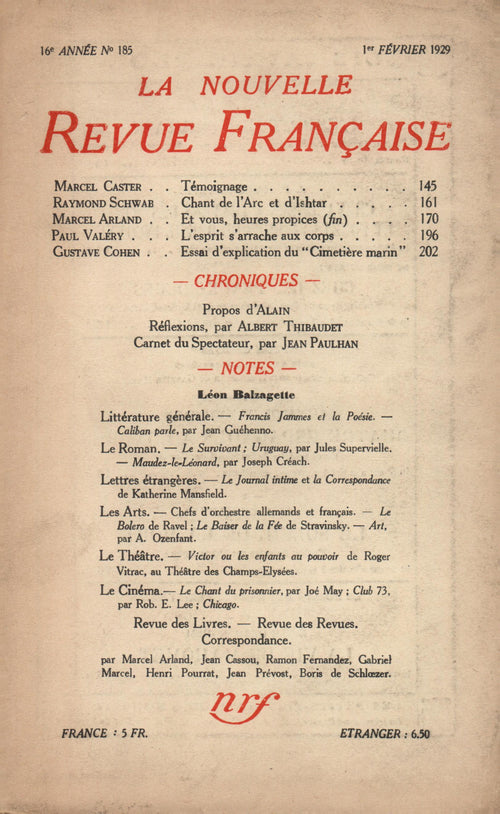 16e ANNÉE No 185 1er FÉVRIER 1929
LA NOUVELLE
REVUE FRANÇAISE
MARCEL CASTER . . Témoignage . . . . . . . . . . 145
RAYMOND SCHWAB . Chant de l'Arc et d'Ishtar . . . . . 161
MARCEL ARLAND . . Et vous, heures propices (fin) . . . . 170
PAUL VALÉRY . . . L'esprit s'arrache aux corps . . . . . 196
GUSTAVE COHEN . . Essai d'explication du "Cimetière marin" 202
— CHRONIQUES —
Propos d'ALAIN
Réflexions, par ALBERT THIBAUDET
Carnet du Spectateur, par JEAN PAULHAN
— NOTES —
Léon Balzagette
Littérature générale. — Francis Jammes et la Poésie. —
Caliban parle, par Jean Guéhenno.
Le Roman. — Le Survivant ; Uruguay, par Jules Supervielle.
— Maudez-le-Léonard, par Joseph Créach.
Lettres étrangères. — Le Journal intime et la Correspondance
de Katherine Mansfield.
Les Arts. — Chefs d'orchestre allemands et français. — Le
Bolero de Ravel ; Le Baiser de la Fée de Stravinsky. — Art,
par A. Ozenfant.
Le Théâtre. — Victor ou les enfants au pouvoir de Roger
Vitrac, au Théâtre des Champs-Elysées.
Le Cinéma.— Le Chant du prisonnier, par Joé May ; Club 73,
par Rob. E. Lee ; Chicago.
Revue des Livres. — Revue des Revues.
Correspondance.
par Marcel Arland, Jean Cassou, Ramon Fernandez, Gabriel
Marcel, Henri Pourrat, Jean Prévost, Boris de Schlœzer.
nrf
FRANCE : 5 FR. ETRANGER : 6.50